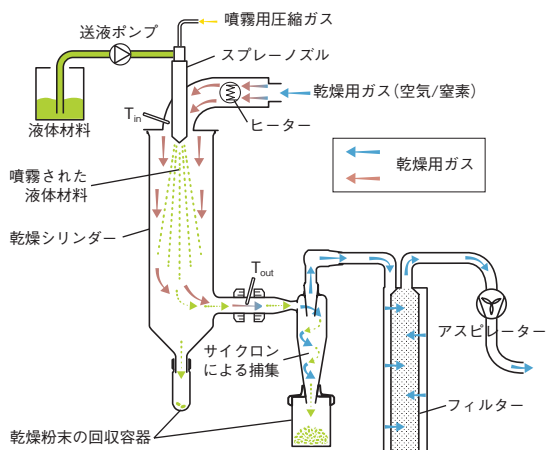 噴霧用圧縮ガス
送液ポンプ
スプレーノズル
乾燥用ガス(空気/窒素)
Tin
ヒーター
液体材料
乾燥用ガス
噴霧された
液体材料
乾燥シリンダー
Tout
アスピレーター
サイクロン
による捕集
フィルター
乾燥粉末の回収容器